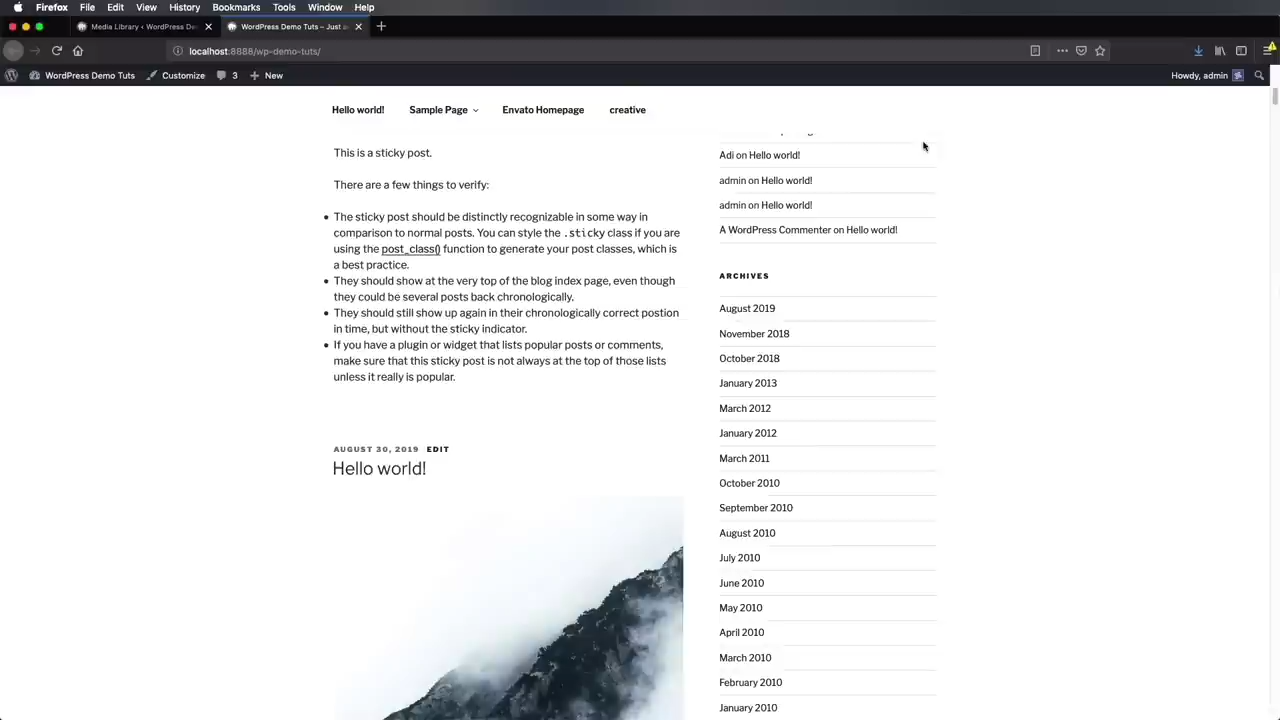 Firefox File Edit View History Bookmarks Tools Window Help
Media Library ‹ WordPress De
WordPress Demo Tuts – Just a
localhost:8888/wp-demo-tuts/
WordPress Demo Tuts Customize 3 New
Howdy, admin
Hello world! Sample Page Envato Homepage creative
This is a sticky post.
There are a few things to verify:
The sticky post should be distinctly recognizable in some way in
comparison to normal posts. You can style the .sticky class if you are
using the post_class() function to generate your post classes, which is
a best practice.
They should show at the very top of the blog index page, even though
they could be several posts back chronologically.
They should still show up again in their chronologically correct postion
in time, but without the sticky indicator.
If you have a plugin or widget that lists popular posts or comments,
make sure that this sticky post is not always at the top of those lists
unless it really is popular.
AUGUST 30, 2019 EDIT
Hello world!
Adi on Hello world!
admin on Hello world!
admin on Hello world!
A WordPress Commenter on Hello world!
ARCHIVES
August 2019
November 2018
October 2018
January 2013
March 2012
January 2012
March 2011
October 2010
September 2010
August 2010
July 2010
June 2010
May 2010
April 2010
March 2010
February 2010
January 2010